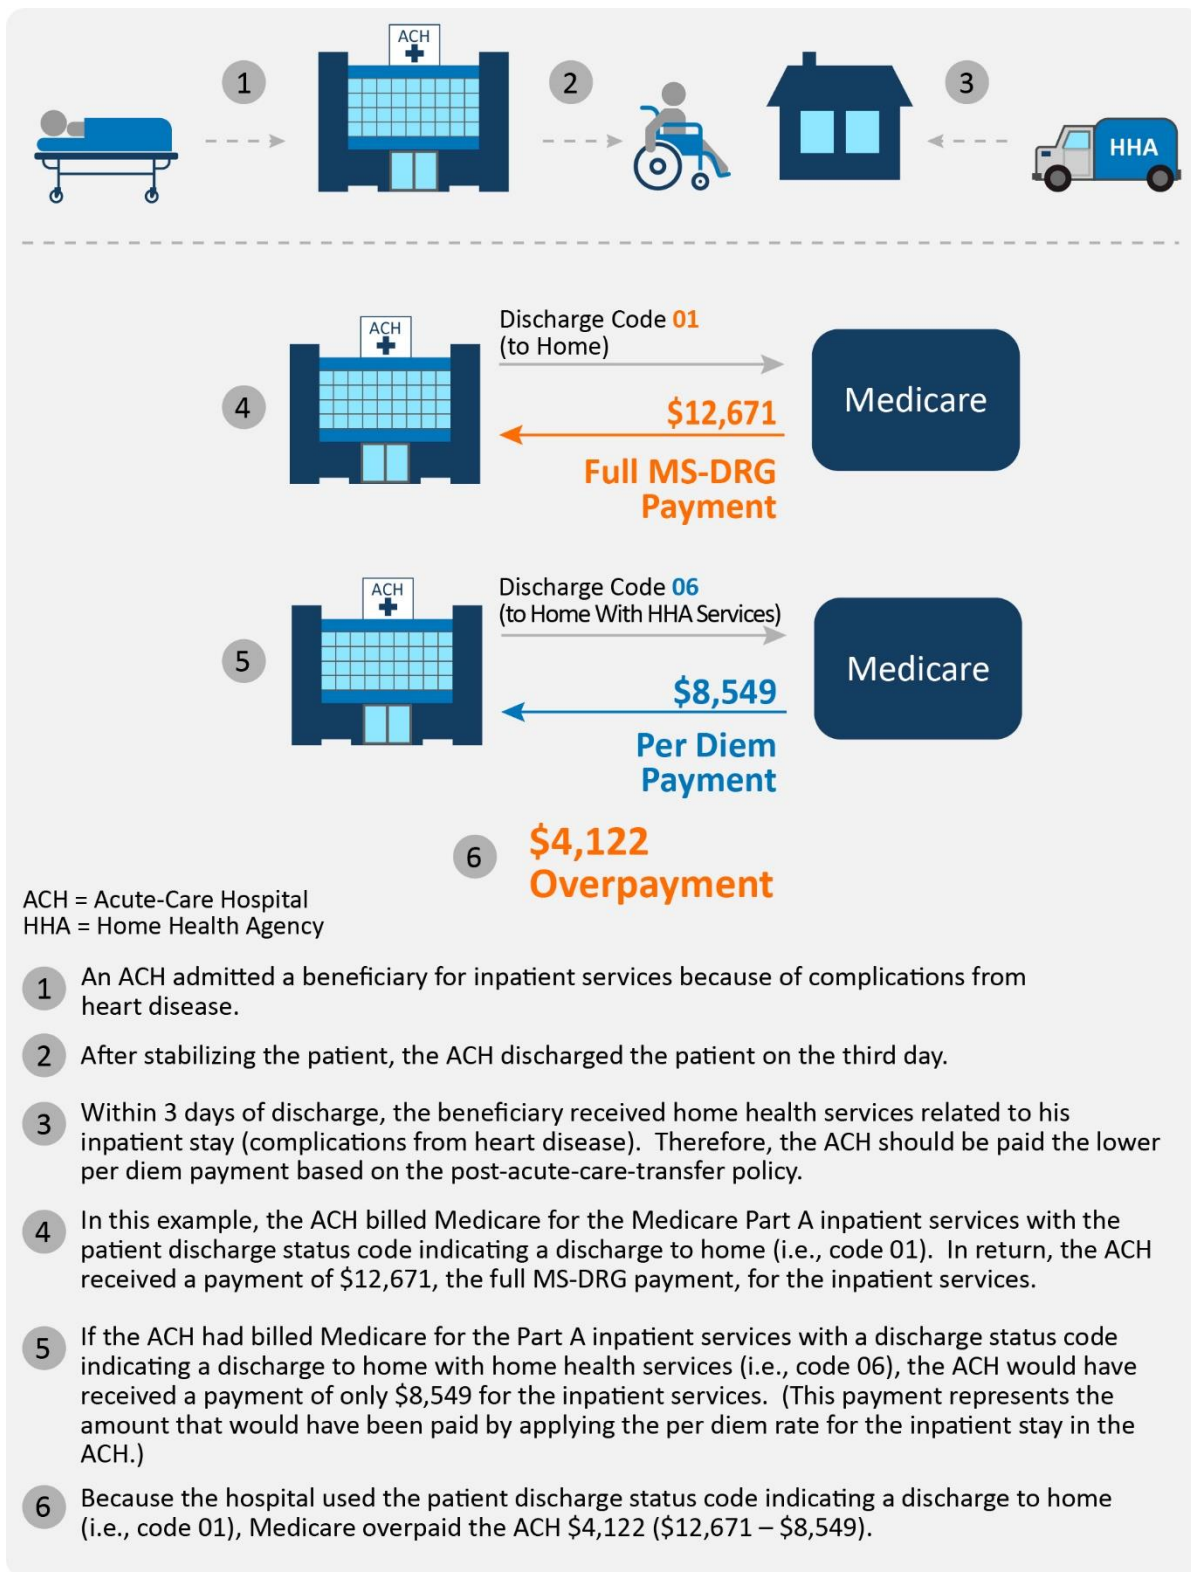 1
ACH
2
3
HHA
4
ACH
Discharge Code 01
(to Home)
$12,671
Full MS-DRG
Payment
Medicare
5
ACH
Discharge Code 06
(to Home With HHA Services)
$8,549
Per Diem
Payment
Medicare
6
$4,122
Overpayment
ACH = Acute-Care Hospital
HHA = Home Health Agency
1 An ACH admitted a beneficiary for inpatient services because of complications from
heart disease.
2 After stabilizing the patient, the ACH discharged the patient on the third day.
3 Within 3 days of discharge, the beneficiary received home health services related to his
inpatient stay (complications from heart disease).  Therefore, the ACH should be paid the lower
per diem payment based on the post-acute-care-transfer policy.
4 In this example, the ACH billed Medicare for the Medicare Part A inpatient services with the
patient discharge status code indicating a discharge to home (i.e., code 01).  In return, the ACH
received a payment of $12,671, the full MS-DRG payment, for the inpatient services.
5 If the ACH had billed Medicare for the Part A inpatient services with a discharge status code
indicating a discharge to home with home health services (i.e., code 06), the ACH would have
received a payment of only $8,549 for the inpatient services.  (This payment represents the
amount that would have been paid by applying the per diem rate for the inpatient stay in the
ACH.)
6 Because the hospital used the patient discharge status code indicating a discharge to home
(i.e., code 01), Medicare overpaid the ACH $4,122 ($12,671 – $8,549).